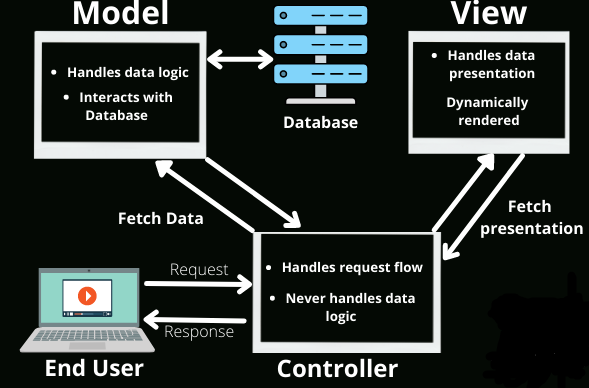 Model
View
• Handles data logic
• Interacts with
Database
Database
• Handles data
presentation
Dynamically
rendered
Fetch Data
Fetch
presentation
Request
Response
• Handles request flow
• Never handles data
logic
End User
Controller